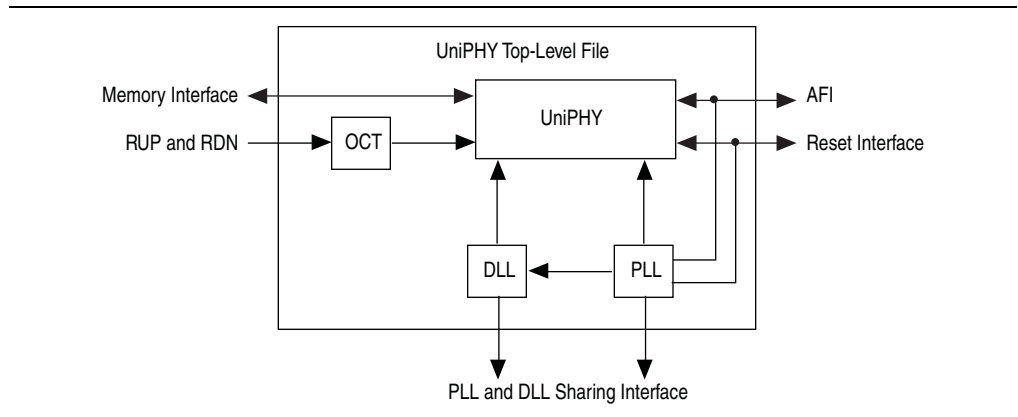 UniPHY Top-Level File
Memory Interface
UniPHY
AFI
RUP and RDN
OCT
Reset Interface
DLL
PLL
PLL and DLL Sharing Interface